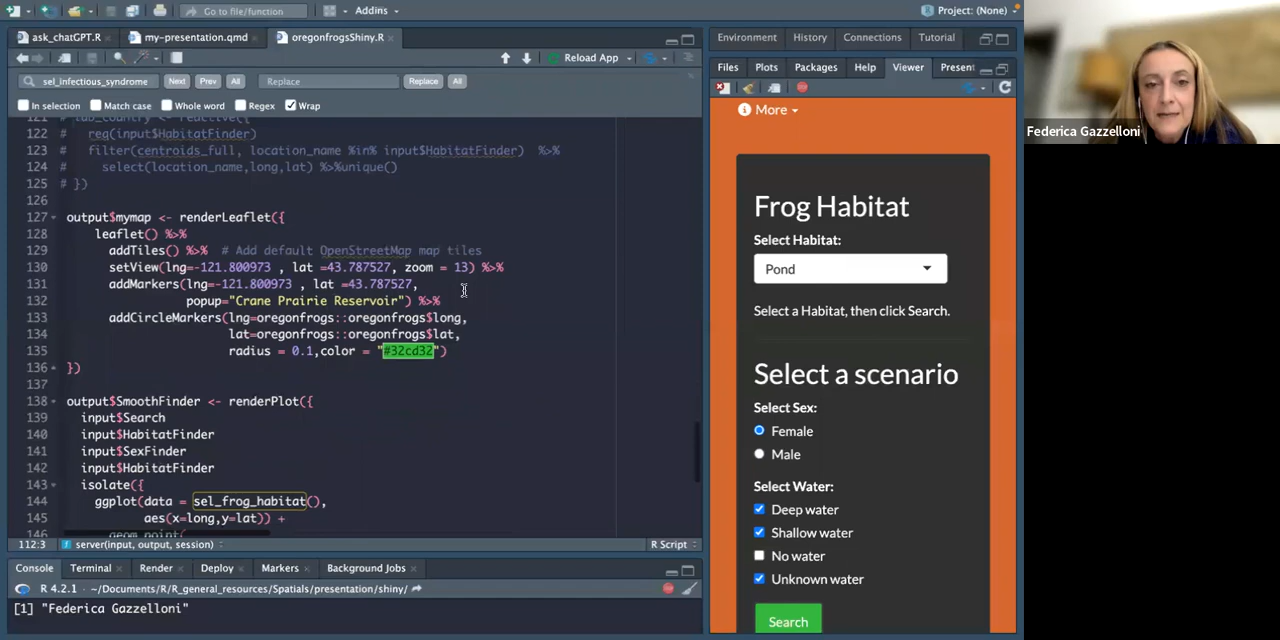 Go to file/function
Addins
Project: (None)
ask_chatGPT.R
my-presentation.qmd
oregonfrogsShiny.R
Reload App
sel_infectious_syndrome
Next
Prev
All
Replace
Replace
All
In selection
Match case
Whole word
Regex
Wrap
121 # lab_country <- reactive({
122 #   req(input$HabitatFinder)
123 #   filter(centroids_full, location_name %in% input$HabitatFinder)  %>%
124 #     select(location_name,long,lat) %>%unique()
125 # })
126
127 output$mymap <- renderLeaflet({
128     leaflet() %>%
129       addTiles() %>%  # Add default OpenStreetMap map tiles
130       setView(lng=-121.800973 , lat =43.787527, zoom = 13) %>%
131       addMarkers(lng=-121.800973 , lat =43.787527,
132                  popup="Crane Prairie Reservoir") %>%
133       addCircleMarkers(lng=oregonfrogs::oregonfrogs$long,
134                        lat=oregonfrogs::oregonfrogs$lat,
135                        radius = 0.1,color = "#32cd32")
136 })
137
138 output$SmoothFinder <- renderPlot({
139   input$Search
140   input$HabitatFinder
141   input$SexFinder
142   input$HabitatFinder
143   isolate({
144     ggplot(data = sel_frog_habitat(),
145            aes(x=long,y=lat)) +
146       geom_point(
112:3
server(input, output, session)
R Script
Console
Terminal
Render
Deploy
Markers
Background Jobs
R 4.2.1 · ~/Documents/R/R_general_resources/Spatials/presentation/shiny/
[1] "Federica Gazzelloni"
Environment
History
Connections
Tutorial
Files
Plots
Packages
Help
Viewer
Present
More
Frog Habitat
Select Habitat:
Pond
Select a Habitat, then click Search.
Select a scenario
Select Sex:
Female
Male
Select Water:
Deep water
Shallow water
No water
Unknown water
Search
Federica Gazzelloni